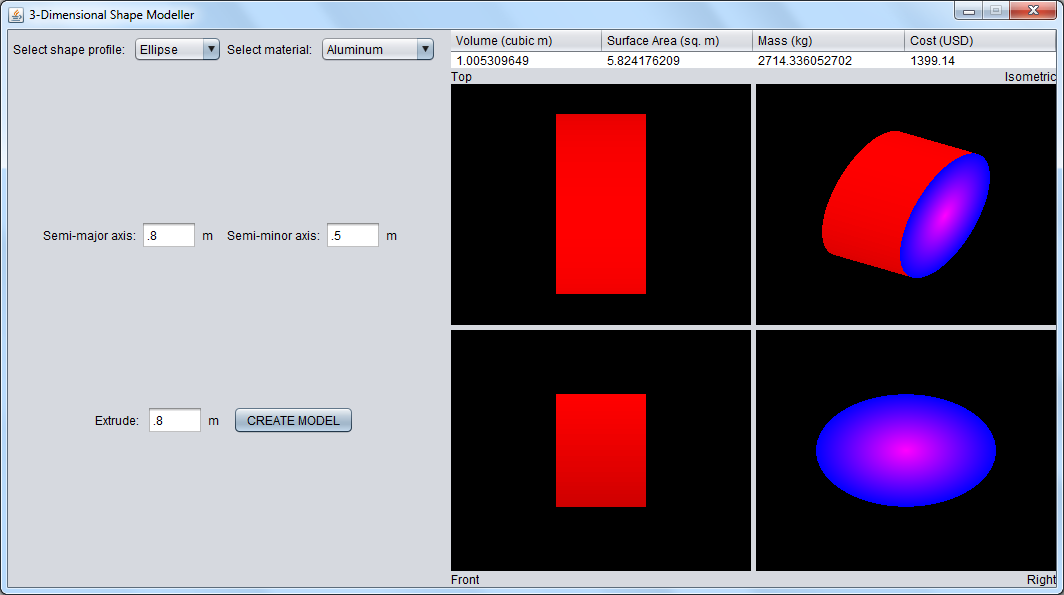 3-Dimensional Shape Modeller
Select shape profile: Ellipse Select material: Aluminum
Volume (cubic m) Surface Area (sq. m) Mass (kg) Cost (USD)
1.005309649 5.824176209 2714.336052702 1399.14
Top Isometric
Semi-major axis: .8 m Semi-minor axis: .5 m
Extrude: .8 m CREATE MODEL
Front Right